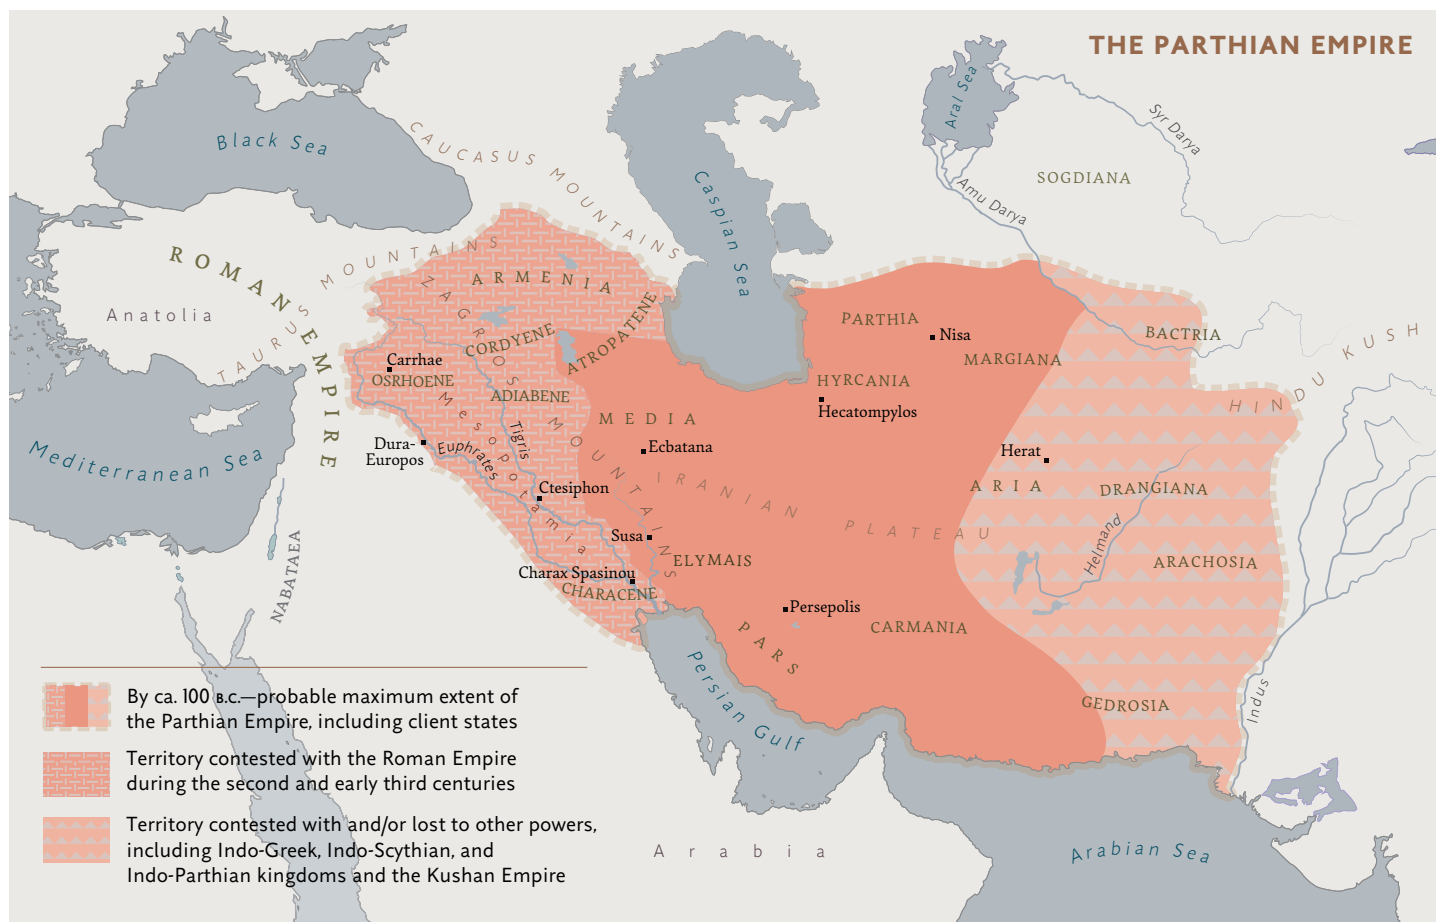 THE PARTHIAN EMPIRE
Black Sea
CAUCASUS MOUNTAINS
Caspian Sea
Aral Sea
Syr Darya
Amu Darya
SOGDIANA
ROMAN EMPIRE
Anatolia
TAURUS MOUNTAINS
ARMENIA
ZAGROS MOUNTAINS
CORDYENE
ATROPATENE
PARTHIA
Nisa
MARGIANA
BACTRIA
HINDU KUSH
Carrhae
OSRHOENE
ADIABENE
HYRCANIA
Hecatompylos
Mesopotamia
MEDIA
Tigris
Ecbatana
Mediterranean Sea
Dura-
Europos
Euphrates
Herat
Ctesiphon
IRANIAN PLATEAU
ARIA
DRANGIANA
Susa
ELYMAIS
Helmand
ARACHOSIA
NABATAEA
Charax Spasinou
CHARACENE
Persepolis
PARS
CARMANIA
Persian Gulf
GEDROSIA
Indus
Arabia
Arabian Sea
By ca. 100 B.C.—probable maximum extent of
the Parthian Empire, including client states
Territory contested with the Roman Empire
during the second and early third centuries
Territory contested with and/or lost to other powers,
including Indo-Greek, Indo-Scythian, and
Indo-Parthian kingdoms and the Kushan Empire